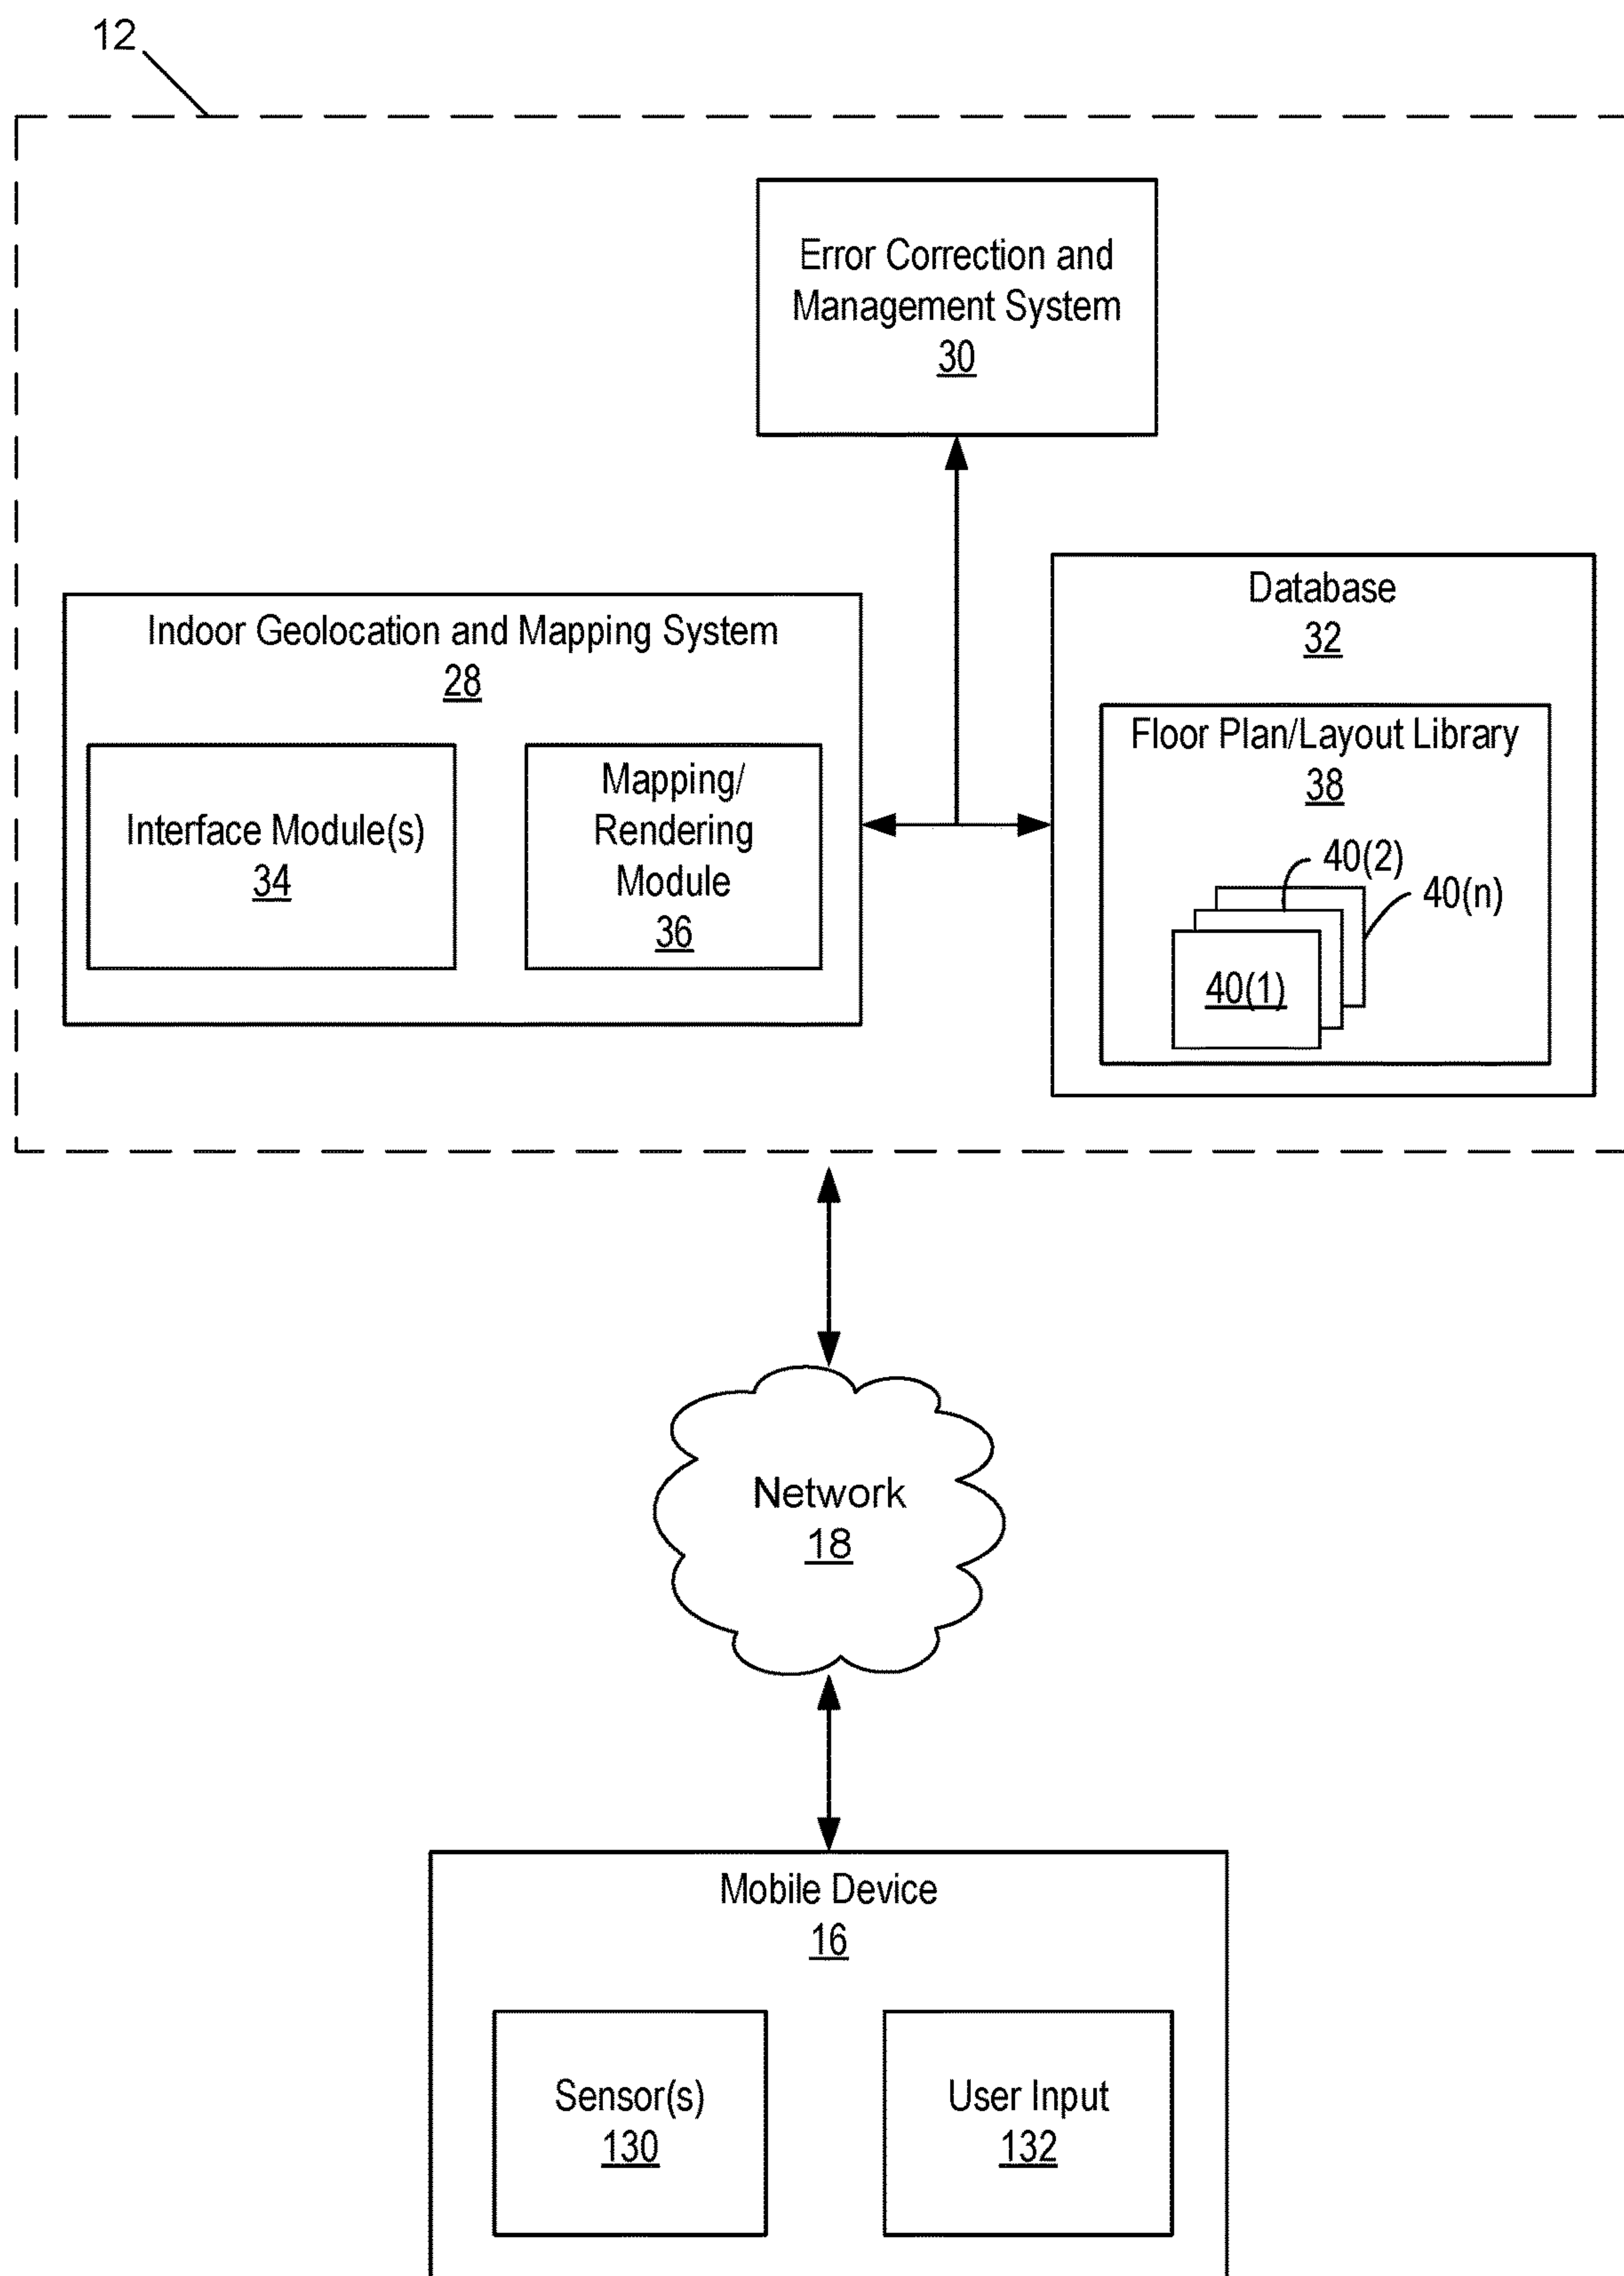 12
Error Correction and
Management System
30
Indoor Geolocation and Mapping System
28
Interface Module(s)
34
Mapping/
Rendering
Module
36
Database
32
Floor Plan/Layout Library
38
40(2)
40(n)
40(1)
Network
18
Mobile Device
16
Sensor(s)
130
User Input
132